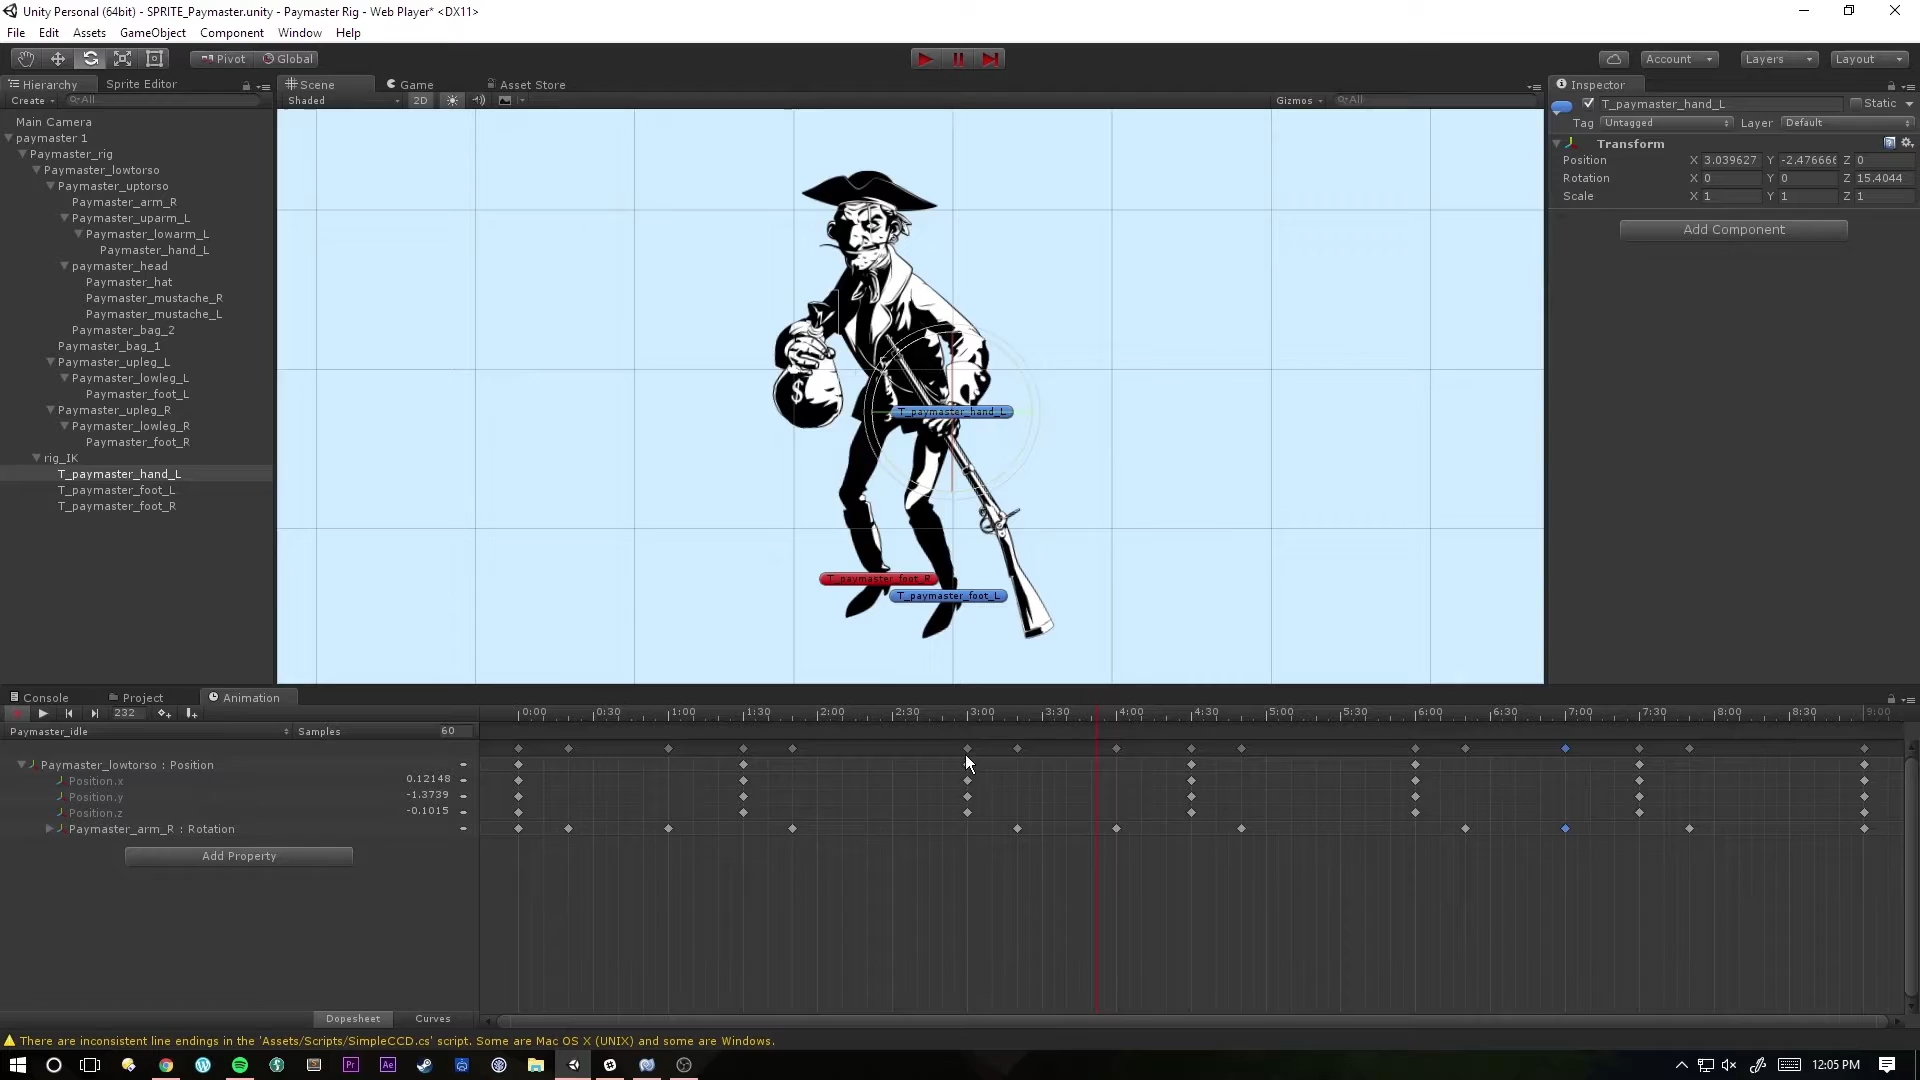 Unity Personal (64bit) - SPRITE_Paymaster.unity - Paymaster Rig - Web Player* <DX11>
File Edit Assets GameObject Component Window Help
Pivot Global Account Layers Layout
Hierarchy Sprite Editor Scene Game Asset Store Inspector
Create All Shaded 2D Gizmos All
T_paymaster_hand_L Static
Tag Untagged Layer Default
Transform
Position X 3.039627 Y -2.476666 Z 0
Rotation X 0 Y 0 Z 15.4044
Scale X 1 Y 1 Z 1
Add Component
Main Camera
paymaster 1
Paymaster_rig
Paymaster_lowtorso
Paymaster_uptorso
Paymaster_arm_R
Paymaster_uparm_L
Paymaster_lowarm_L
Paymaster_hand_L
paymaster_head
Paymaster_hat
Paymaster_mustache_R
Paymaster_mustache_L
Paymaster_bag_2
Paymaster_bag_1
Paymaster_upleg_L
Paymaster_lowleg_L
Paymaster_foot_L
Paymaster_upleg_R
Paymaster_lowleg_R
Paymaster_foot_R
rig_IK
T_paymaster_hand_L
T_paymaster_foot_L
T_paymaster_foot_R
$
T_paymaster_hand_L
T_paymaster_foot_R
T_paymaster_foot_L
Console Project Animation
232 0:00 0:30 1:00 1:30 2:00 2:30 3:00 3:30 4:00 4:30 5:00 5:30 6:00 6:30 7:00 7:30 8:00 8:30 9:00
Paymaster_idle Samples 60
Paymaster_lowtorso : Position
Position.x 0.12148
Position.y -1.3739
Position.z -0.1015
Paymaster_arm_R : Rotation
Add Property
Dopesheet Curves
There are inconsistent line endings in the 'Assets/Scripts/SimpleCCD.cs' script. Some are Mac OS X (UNIX) and some are Windows.
Pr Ae 12:05 PM